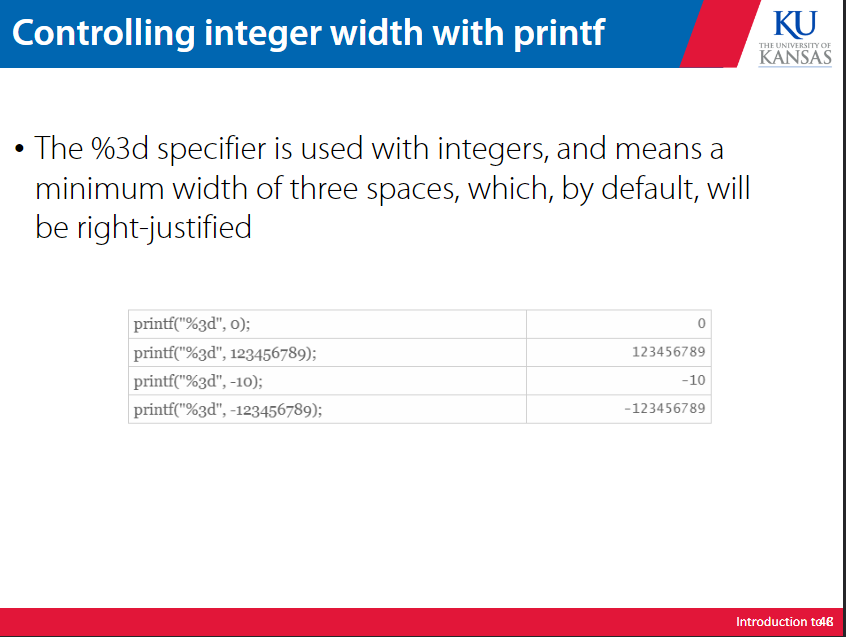 Controlling integer width with printf
KU
THE UNIVERSITY OF
KANSAS
• The %3d specifier is used with integers, and means a
minimum width of three spaces, which, by default, will
be right-justified
printf("%3d", 0); 0
printf("%3d", 123456789); 123456789
printf("%3d", -10); -10
printf("%3d", -123456789); -123456789
Introduction to